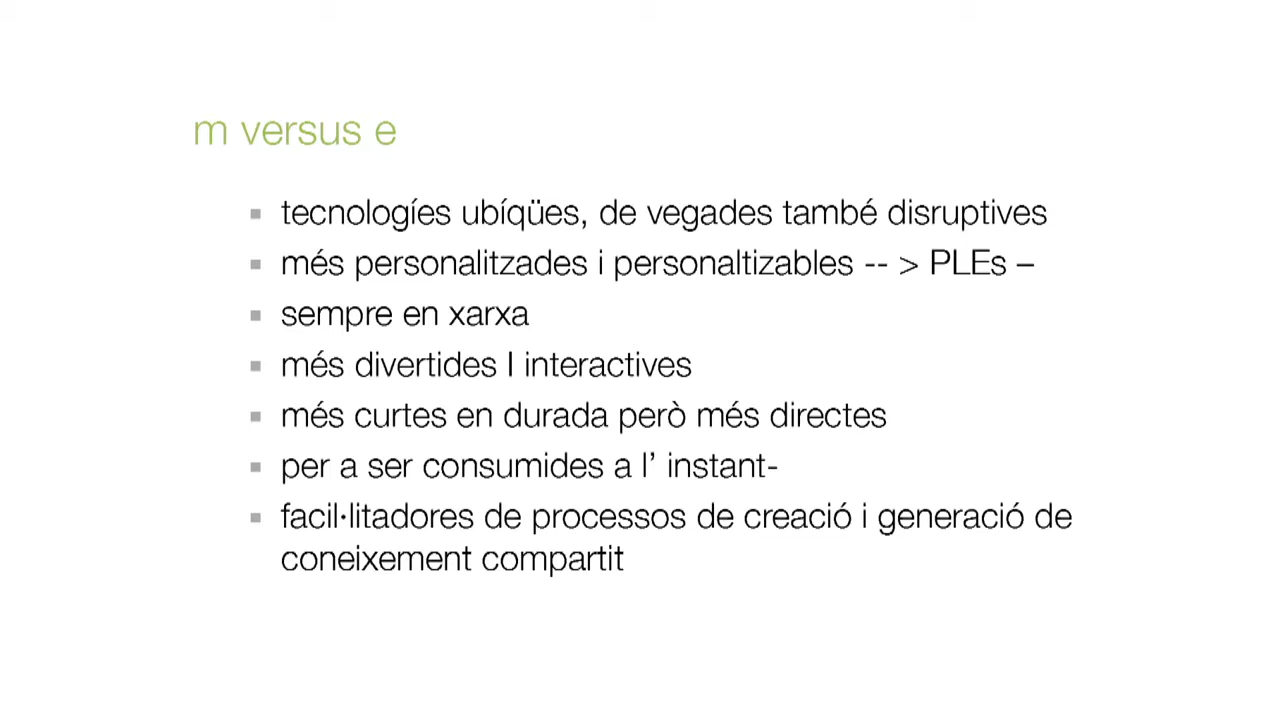 m versus e
tecnologíes ubíqües, de vegades també disruptives
més personalitzades i personaltizables -- > PLEs –
sempre en xarxa
més divertides I interactives
més curtes en durada però més directes
per a ser consumides a l’ instant-
facil·litadores de processos de creació i generació de
coneixement compartit